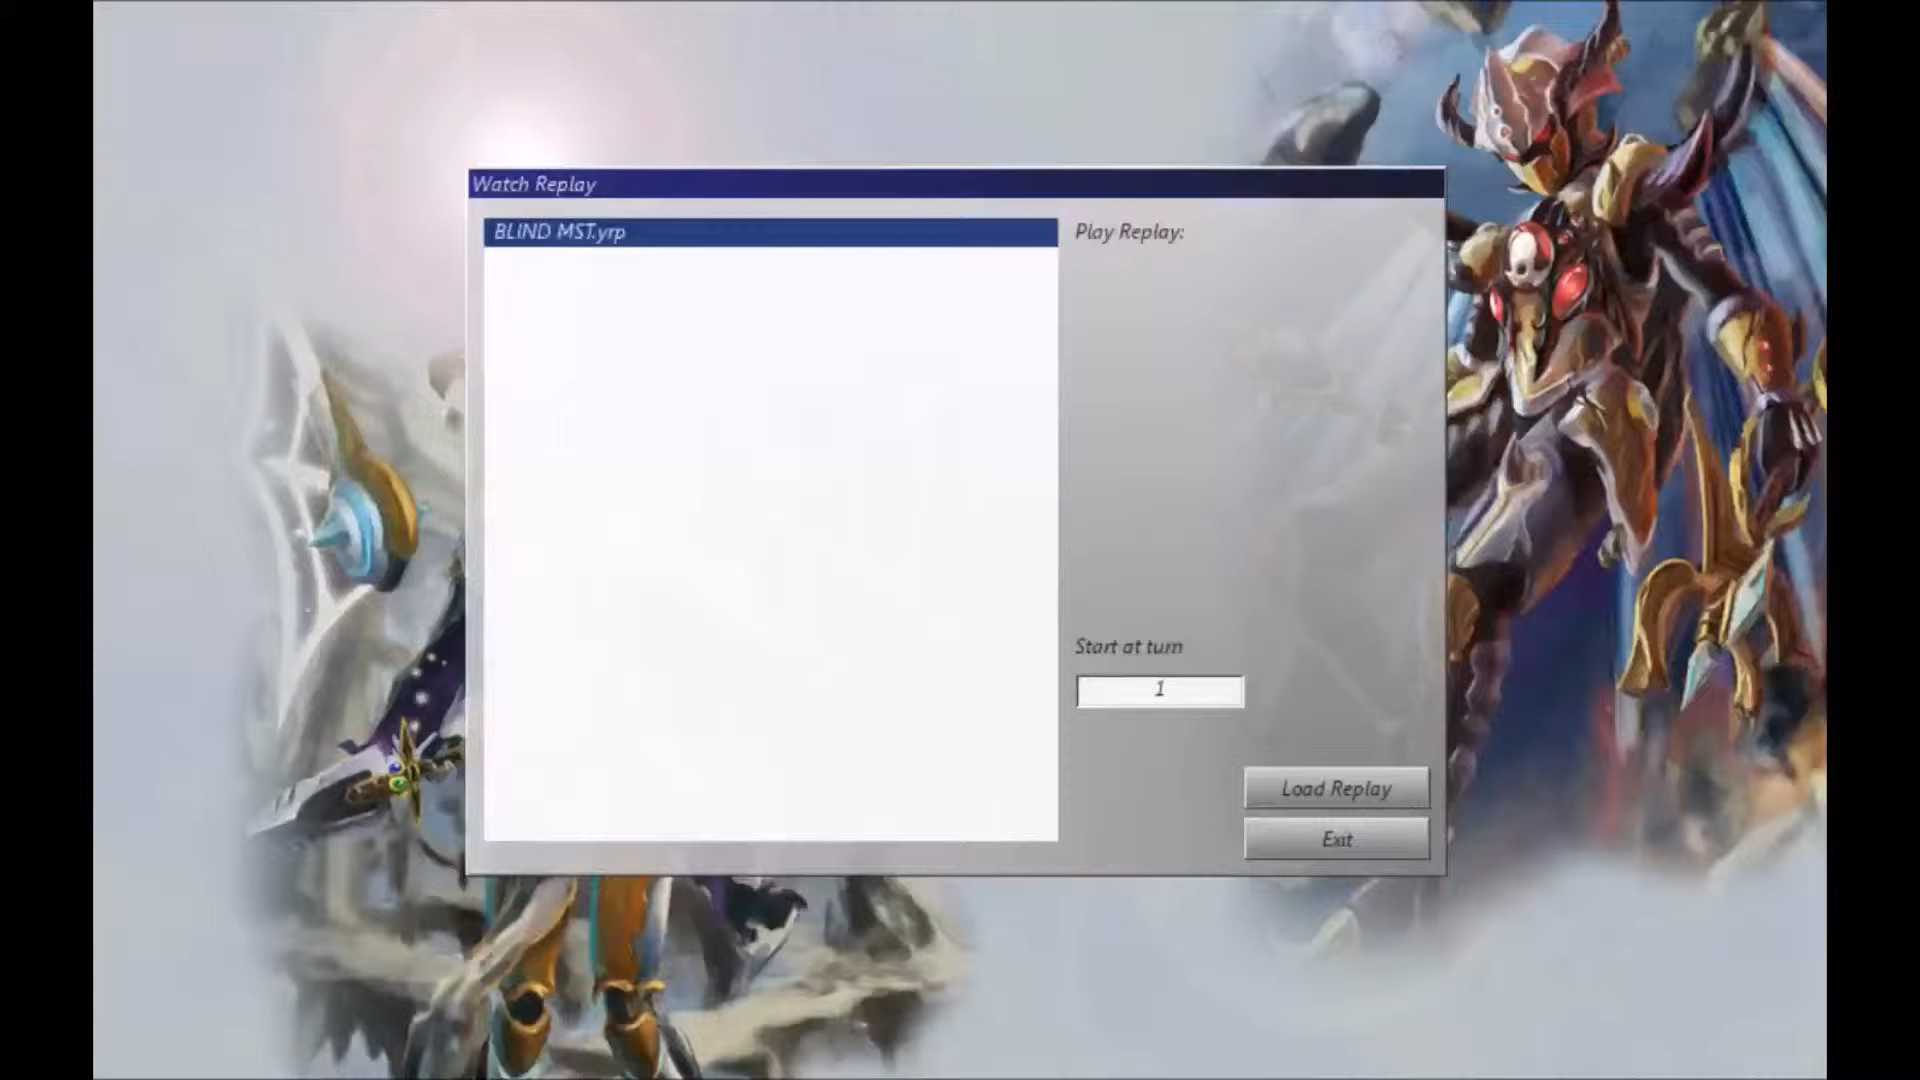 Watch Replay
BLIND MST.yrp
Play Replay:
Start at turn
1
Load Replay
Exit